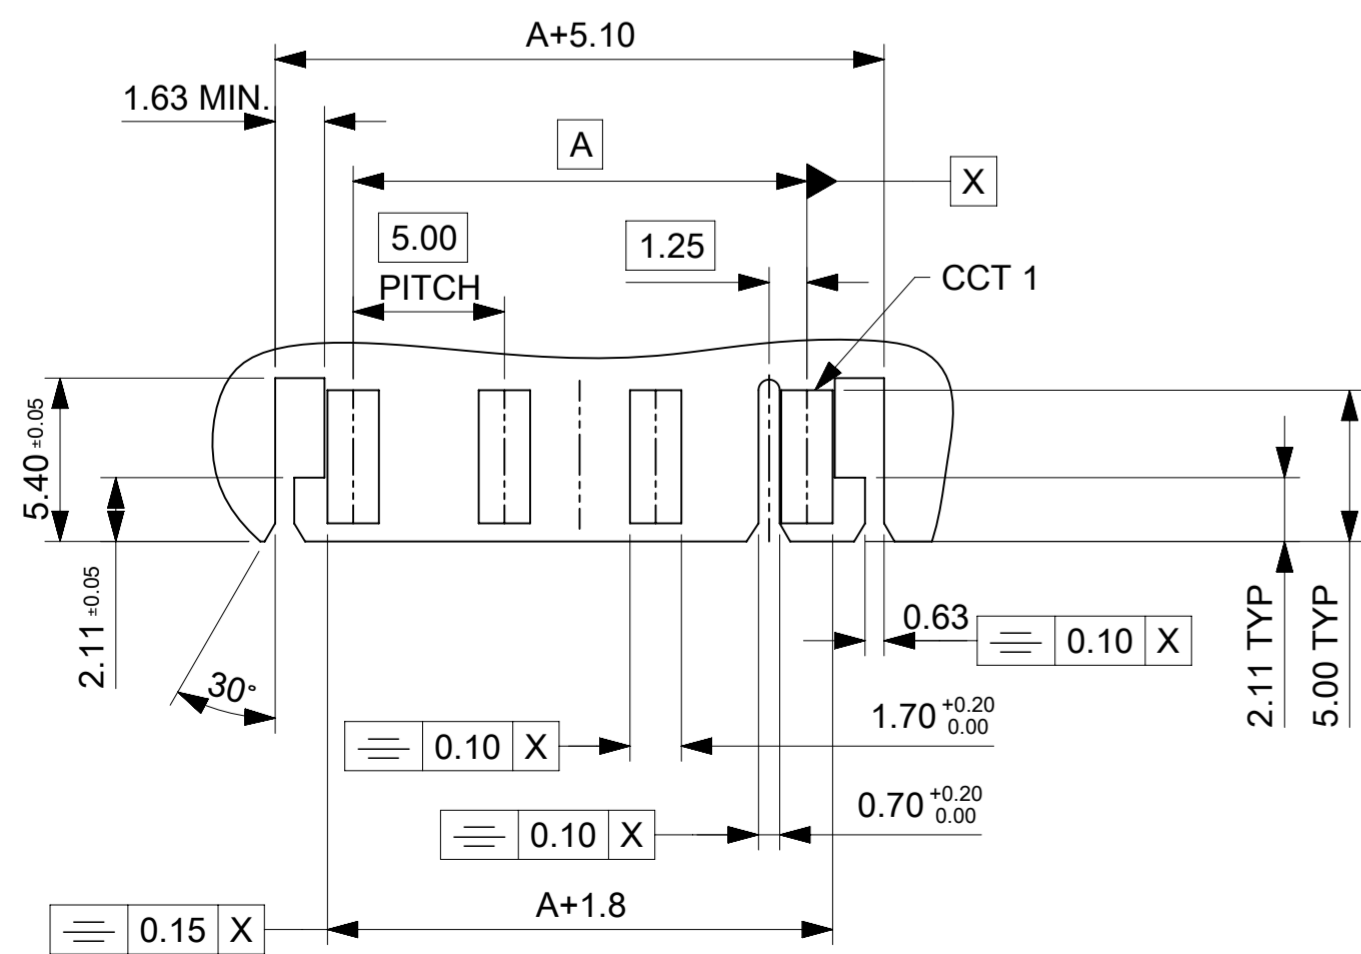 A+5.10
1.63 MIN.
A
X
5.00
PITCH
1.25
CCT 1
5.40 ±0.05
2.11 ±0.05
30°
0.63
0.10 X
2.11 TYP
5.00 TYP
1.70 +0.20
0.00
0.10 X
0.70 +0.20
0.00
0.10 X
A+1.8
0.15 X